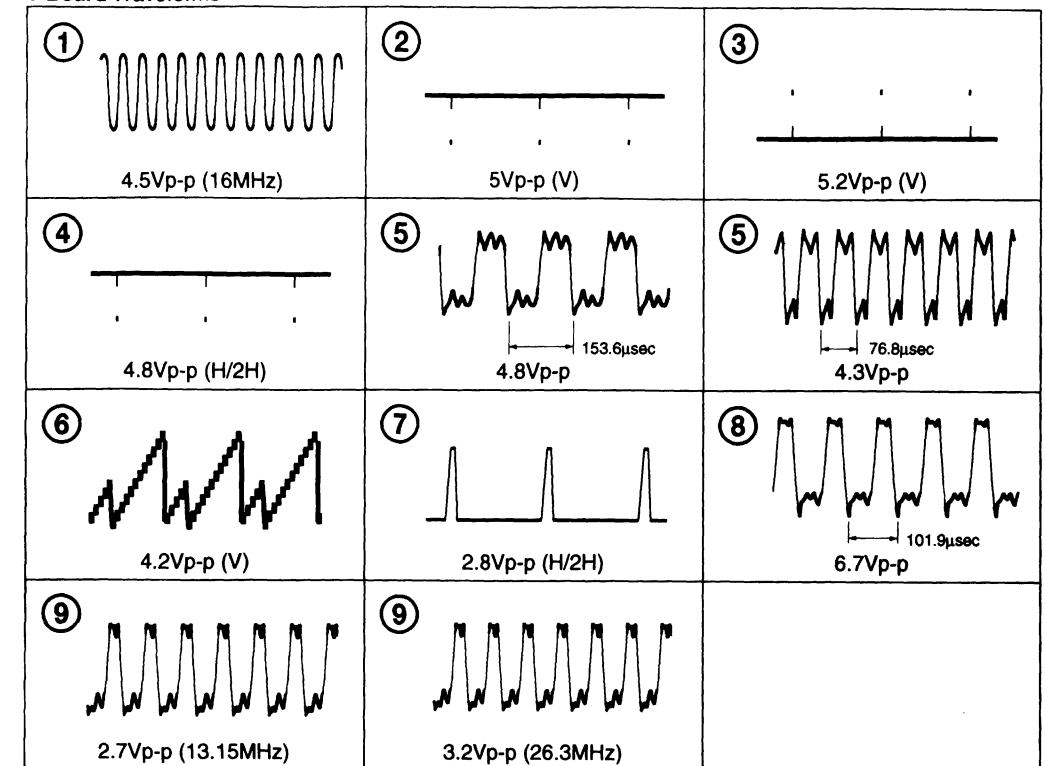 1
2
3
4.5Vp-p (16MHz)
5Vp-p (V)
5.2Vp-p (V)
4
5
5
153.6µsec
76.8µsec
4.8Vp-p (H/2H)
4.8Vp-p
4.3Vp-p
6
7
8
101.9µsec
4.2Vp-p (V)
2.8Vp-p (H/2H)
6.7Vp-p
9
9
2.7Vp-p (13.15MHz)
3.2Vp-p (26.3MHz)